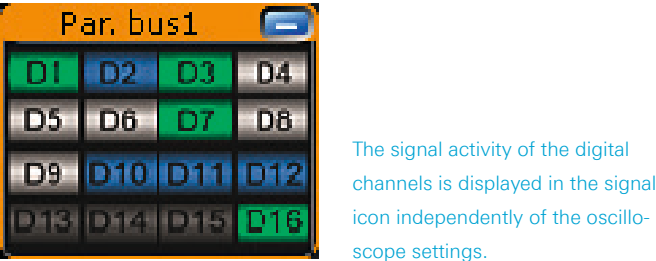 Par. bus1
D1 D2 D3 D4
D5 D6 D7 D8
D9 D10 D11 D12
D13 D14 D15 D16
The signal activity of the digital
channels is displayed in the signal
icon independently of the oscillo-
scope settings.